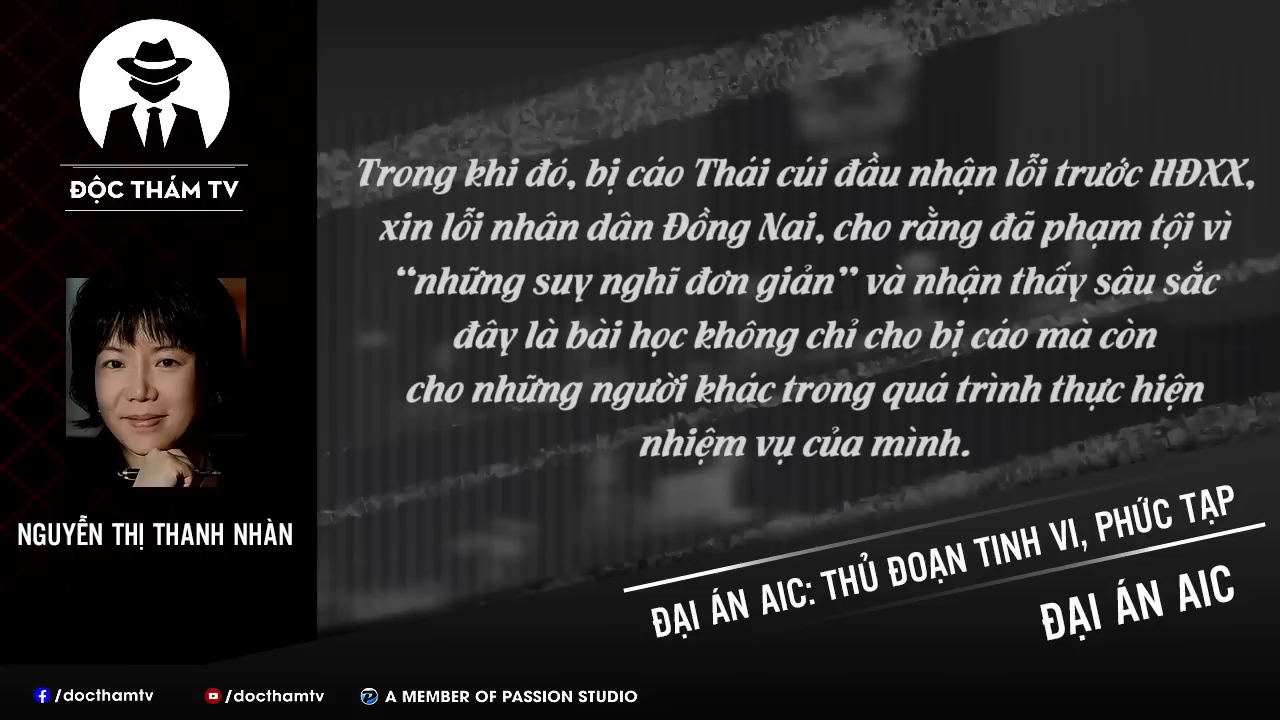 ĐỘC THÁM TV
NGUYỄN THỊ THANH NHÀN
Trong khi đó, bị cáo Thái cúi đầu nhận lỗi trước HĐXX,
xin lỗi nhân dân Đồng Nai, cho rằng đã phạm tội vì
“những suy nghĩ đơn giản” và nhận thấy sâu sắc
đây là bài học không chỉ cho bị cáo mà còn
cho những người khác trong quá trình thực hiện
nhiệm vụ của mình.
ĐẠI ÁN AIC: THỦ ĐOẠN TINH VI, PHỨC TẠP
ĐẠI ÁN AIC
/docthamtv
/docthamtv
A MEMBER OF PASSION STUDIO